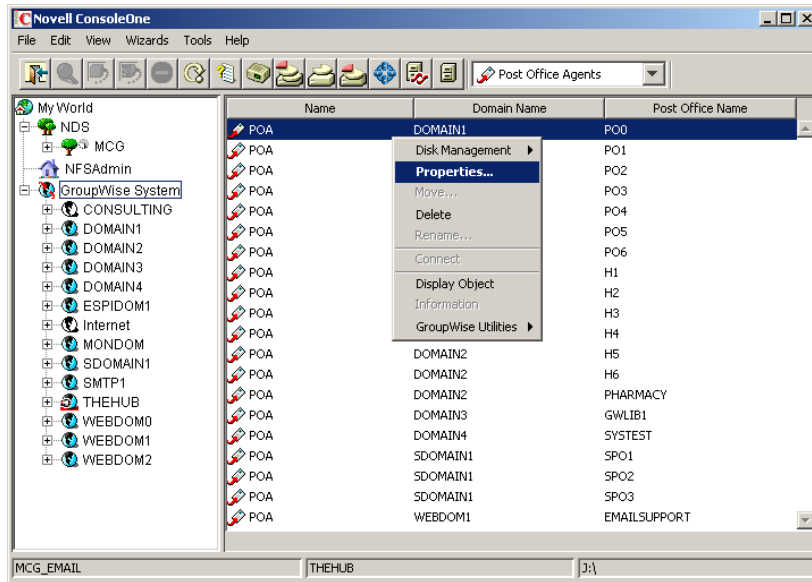 Novell ConsoleOne
File Edit View Wizards Tools Help
Post Office Agents
My World
NDS
MCG
NFSAdmin
GroupWise System
CONSULTING
DOMAIN1
DOMAIN2
DOMAIN3
DOMAIN4
ESPIDOM1
Internet
MONDOM
SDOMAIN1
SMTP1
THEHUB
WEBDOM0
WEBDOM1
WEBDOM2
Name Domain Name Post Office Name
POA DOMAIN1 PO0
POA PO1
POA PO2
POA PO3
POA PO4
POA PO5
POA PO6
POA H1
POA H2
POA H3
POA H4
POA DOMAIN2 H5
POA DOMAIN2 H6
POA DOMAIN2 PHARMACY
POA DOMAIN3 GWLIB1
POA DOMAIN4 SYSTEST
POA SDOMAIN1 SPO1
POA SDOMAIN1 SPO2
POA SDOMAIN1 SPO3
POA WEBDOM1 EMAILSUPPORT
Disk Management
Properties...
Move...
Delete
Rename...
Connect
Display Object
Information
GroupWise Utilities
MCG_EMAIL THEHUB J:\